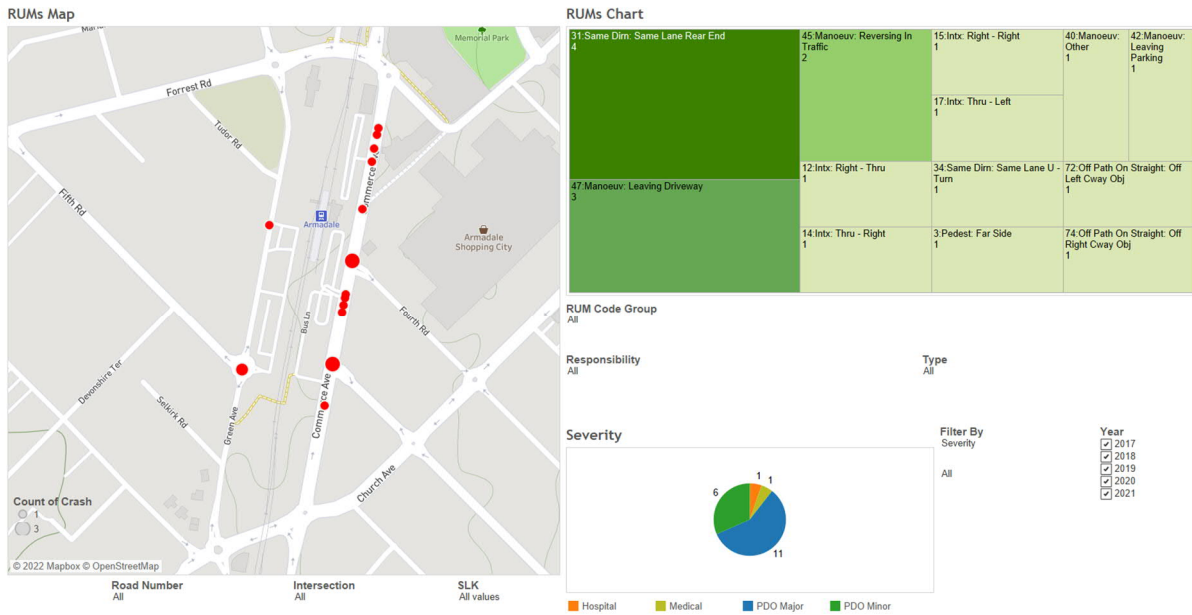 RUMs Map
Memorial Park
Forrest Rd
Tudor Rd
Fifth Rd
Armadale
Armadale
Shopping City
Bus Ln
Fourth Rd
Devonshire Ter
Selkirk Rd
Green Ave
Commerce Ave
Church Ave
Count of Crash
1
3
© 2022 Mapbox © OpenStreetMap
Road Number
All
Intersection
All
SLK
All values
RUMs Chart
31:Same Dirn: Same Lane Rear End
4
47:Manoeuv: Leaving Driveway
3
45:Manoeuv: Reversing In
Traffic
2
15:Intx: Right - Right
1
17:Intx: Thru - Left
1
40:Manoeuv:
Other
1
42:Manoeuv:
Leaving
Parking
1
12:Intx: Right - Thru
1
14:Intx: Thru - Right
1
34:Same Dirn: Same Lane U -
Turn
1
3:Pedest: Far Side
1
72:Off Path On Straight: Off
Left Cway Obj
1
74:Off Path On Straight: Off
Right Cway Obj
1
RUM Code Group
All
Responsibility
All
Type
All
Severity
1
1
6
11
Hospital
Medical
PDO Major
PDO Minor
Filter By
Severity
All
Year
2017
2018
2019
2020
2021